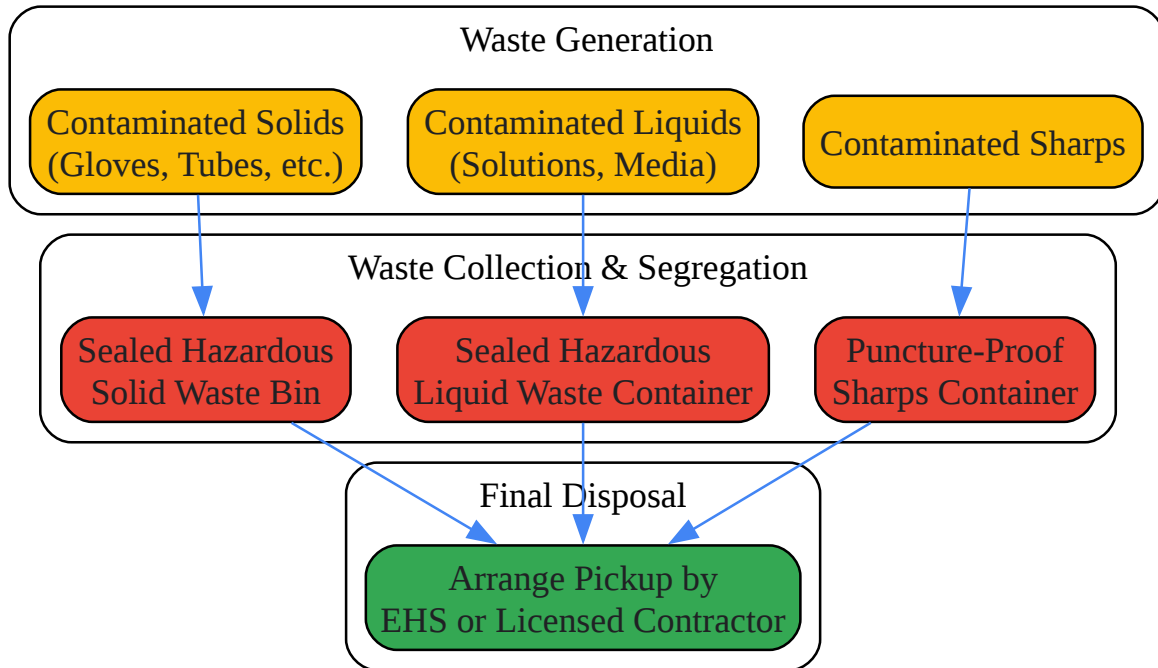 Waste Generation
Contaminated Solids
(Gloves, Tubes, etc.)
Contaminated Liquids
(Solutions, Media)
Contaminated Sharps
Waste Collection & Segregation
Sealed Hazardous
Solid Waste Bin
Sealed Hazardous
Liquid Waste Container
Puncture-Proof
Sharps Container
Final Disposal
Arrange Pickup by
EHS or Licensed Contractor